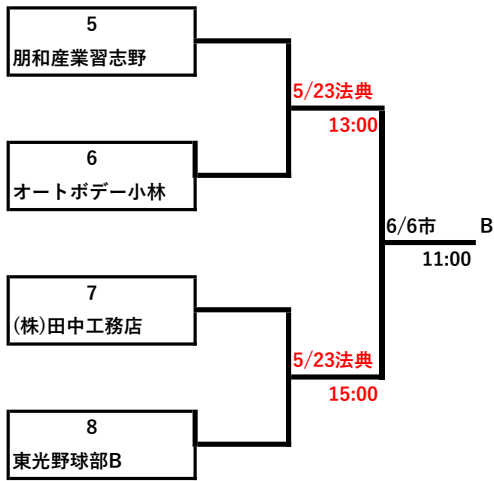 5
朋和産業習志野
5/23法典
13:00
6
オートボデー小林
6/6市
B
11:00
7
(株)田中工務店
5/23法典
15:00
8
東光野球部B